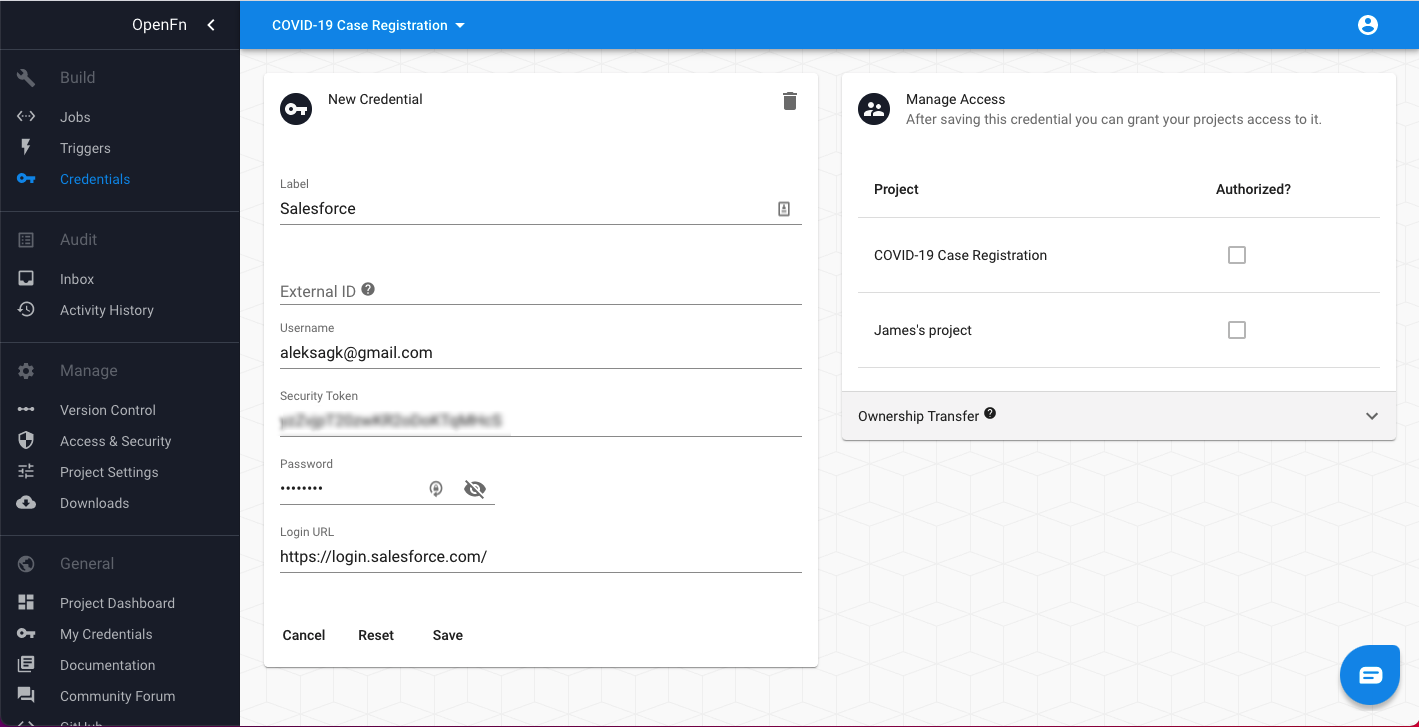 OpenFn
Build
Jobs
Triggers
Credentials
Audit
Inbox
Activity History
Manage
Version Control
Access & Security
Project Settings
Downloads
General
Project Dashboard
My Credentials
Documentation
Community Forum
GitHub
COVID-19 Case Registration
New Credential
Label
Salesforce
External ID
Username
aleksagk@gmail.com
Security Token
Password
••••••••
Login URL
https://login.salesforce.com/
Cancel Reset Save
Manage Access
After saving this credential you can grant your projects access to it.
Project Authorized?
COVID-19 Case Registration
James's project
Ownership Transfer